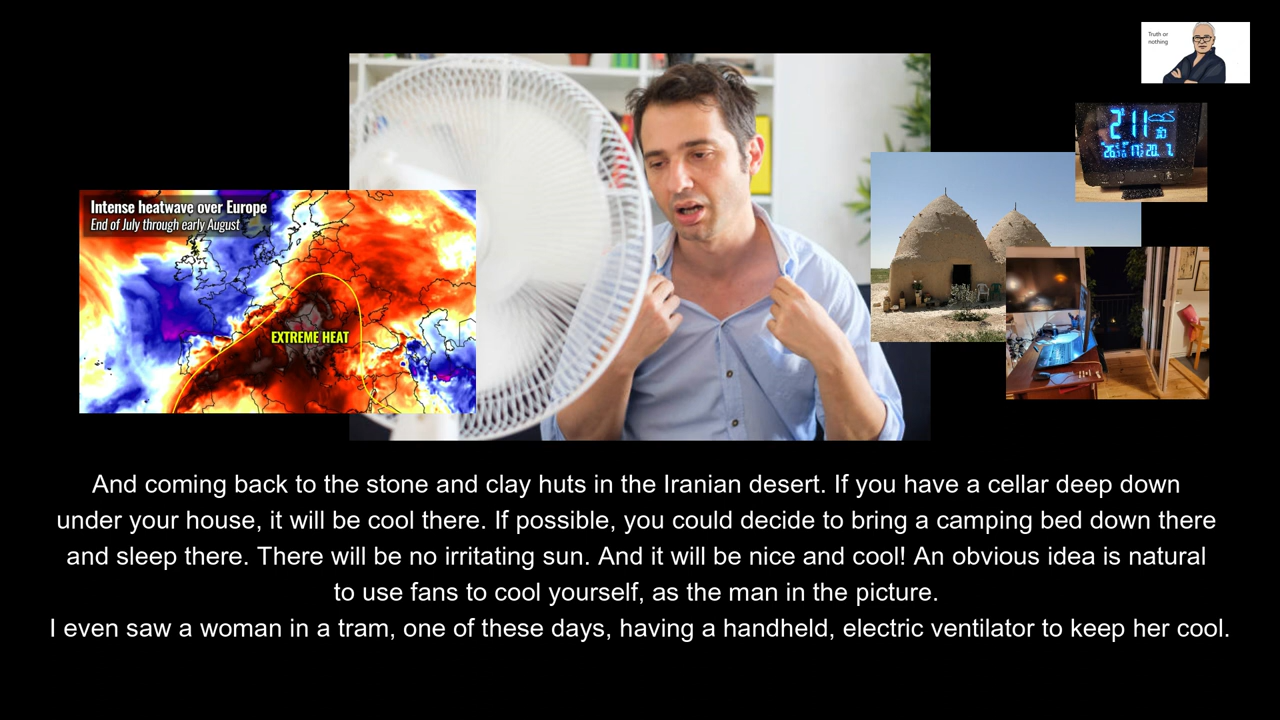 Truth or
nothing
2:11
Intense heatwave over Europe
End of July through early August
EXTREME HEAT
And coming back to the stone and clay huts in the Iranian desert. If you have a cellar deep down
under your house, it will be cool there. If possible, you could decide to bring a camping bed down there
and sleep there. There will be no irritating sun. And it will be nice and cool! An obvious idea is natural
to use fans to cool yourself, as the man in the picture.
I even saw a woman in a tram, one of these days, having a handheld, electric ventilator to keep her cool.